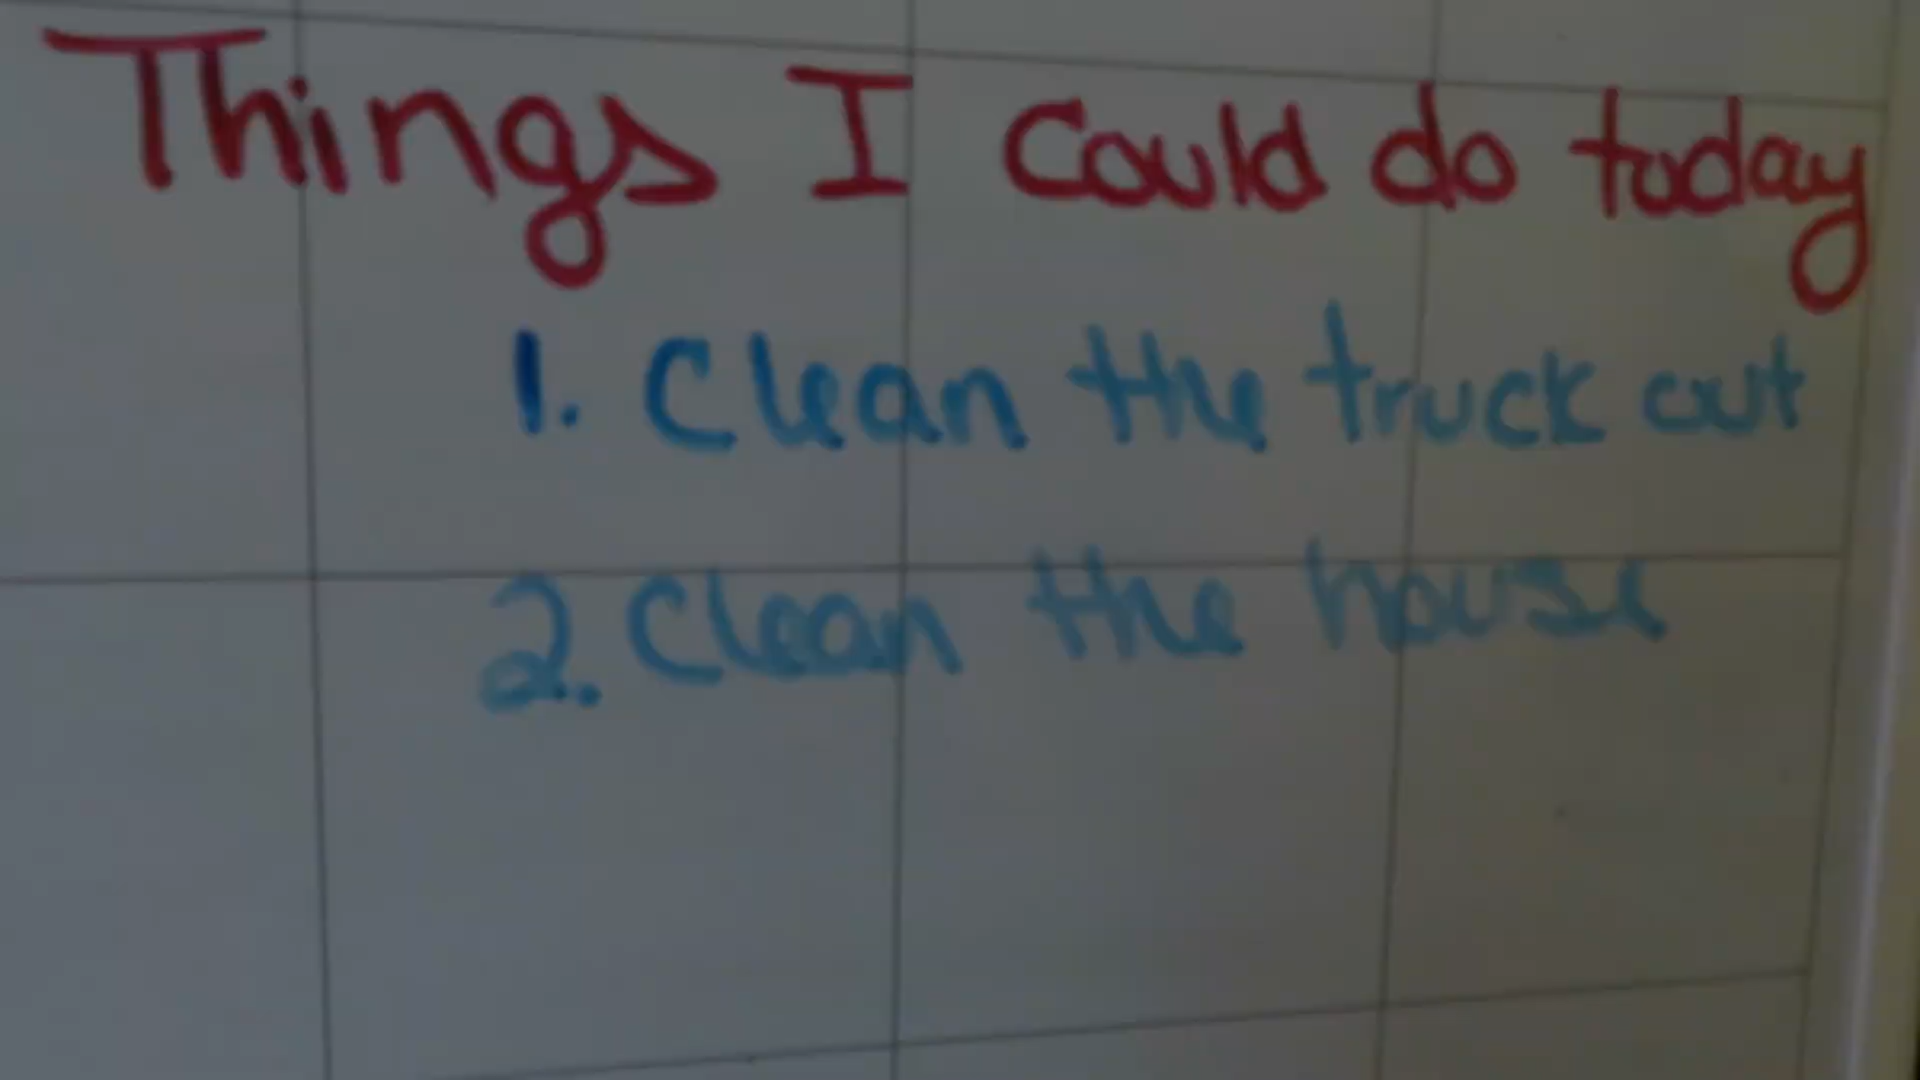 Things I Could do today
1. Clean the truck out
2. Clean the house